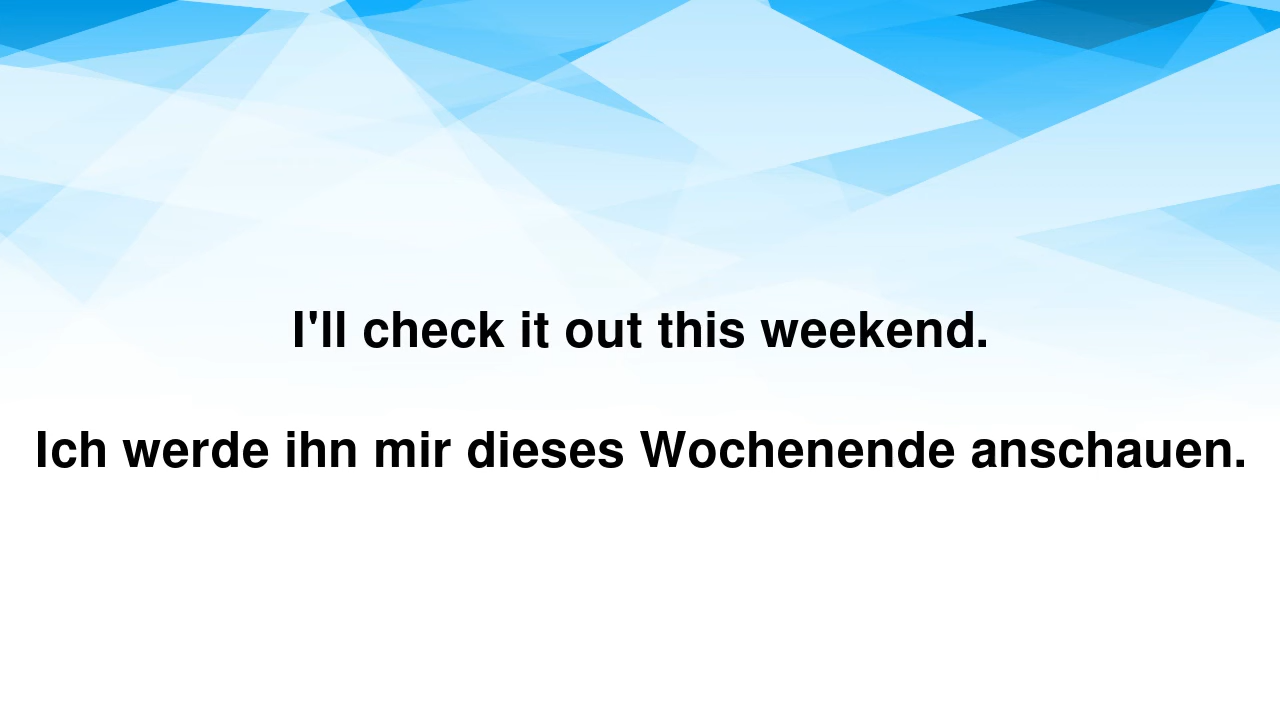 I'll check it out this weekend.
Ich werde ihn mir dieses Wochenende anschauen.